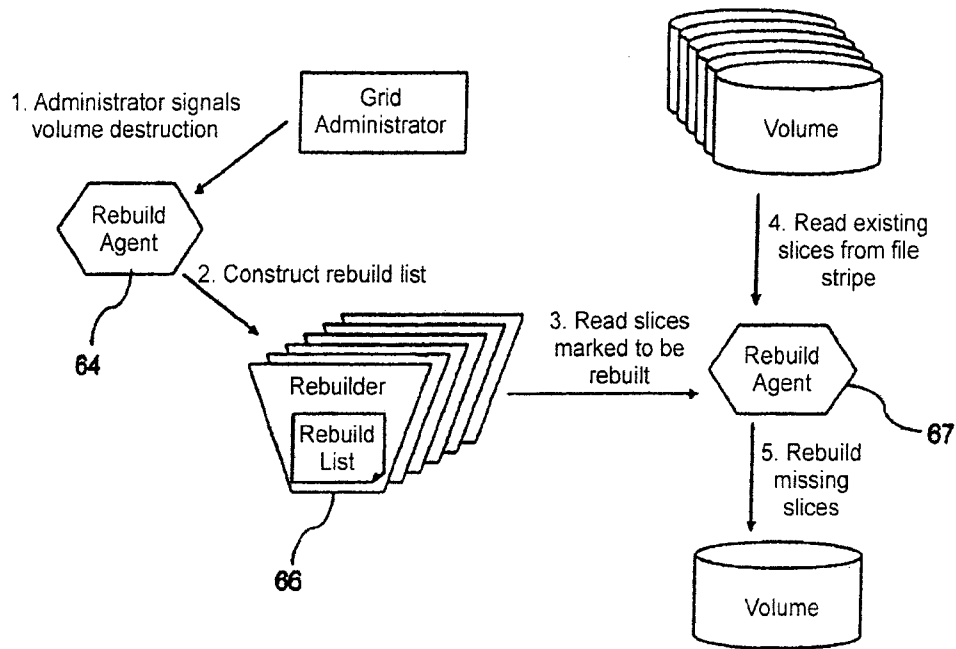 1. Administrator signals
volume destruction
Grid
Administrator
Volume
Rebuild
Agent
64
2. Construct rebuild list
4. Read existing
slices from file
stripe
Rebuilder
Rebuild
List
66
3. Read slices
marked to be
rebuilt
Rebuild
Agent
67
5. Rebuild
missing
slices
Volume